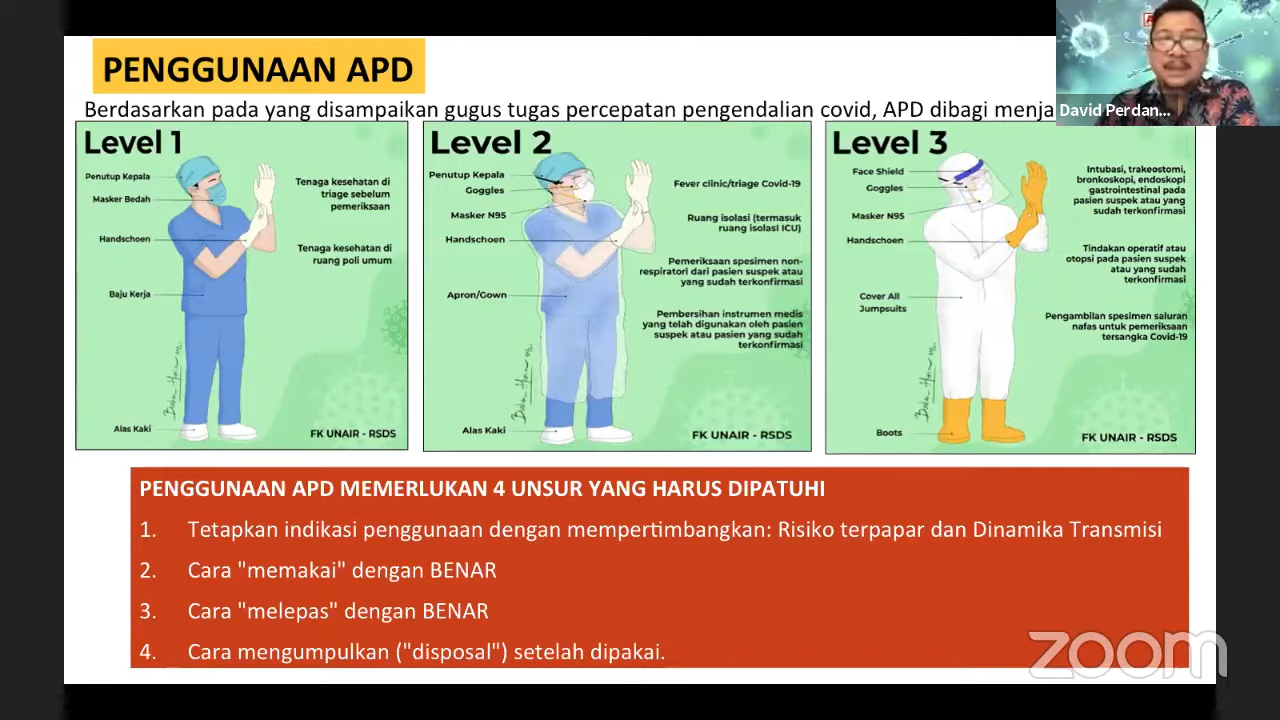 PENGGUNAAN APD
Berdasarkan pada yang disampaikan gugus tugas percepatan pengendalian covid, APD dibagi menja
David Perdan...
Level 1
Penutup Kepala
Masker Bedah
Handschoen
Baju Kerja
Alas Kaki
Tenaga kesehatan di
triage sebelum
pemeriksaan
Tenaga kesehatan di
ruang poli umum
FK UNAIR - RSDS
Level 2
Penutup Kepala
Goggles
Masker N95
Handschoen
Apron/Gown
Alas Kaki
Fever clinic/triage Covid-19
Ruang isolasi (termasuk
ruang isolasI ICU)
Pemeriksaan spesimen non-
respiratori dari pasien suspek atau
yang sudah terkonfirmasi
Pembersihan instrumen medis
yang telah digunakan oleh pasien
suspek atau pasien yang sudah
terkonfirmasi
FK UNAIR - RSDS
Level 3
Face Shield
Goggles
Masker N95
Handschoen
Cover All
Jumpsuits
Boots
Intubasi, trakeostomi,
bronkoskopi, endoskopi
gastrointestinal pada
pasien suspek atau yang
sudah terkonfirmasi
Tindakan operatif atau
otopsi pada pasien suspek
atau yang sudah
terkonfirmasi
Pengambilan spesimen saluran
nafas untuk pemeriksaan
tersangka Covid-19
FK UNAIR - RSDS
PENGGUNAAN APD MEMERLUKAN 4 UNSUR YANG HARUS DIPATUHI
1. Tetapkan indikasi penggunaan dengan mempertimbangkan: Risiko terpapar dan Dinamika Transmisi
2. Cara "memakai" dengan BENAR
3. Cara "melepas" dengan BENAR
4. Cara mengumpulkan ("disposal") setelah dipakai.
zoom